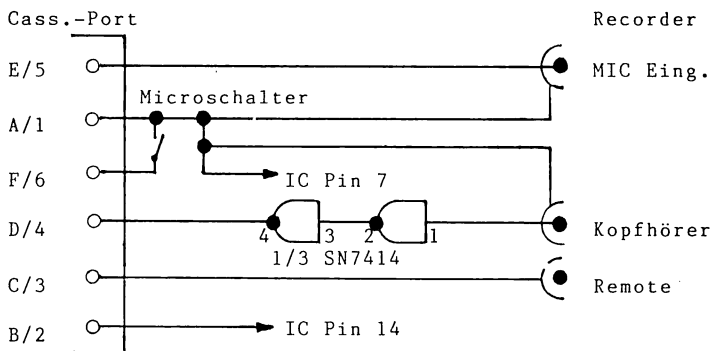 Cass.-Port Recorder
E/5 MIC Eing.
Microschalter
A/1
F/6 IC Pin 7
D/4 4 3 2 1 Kopfhörer
1/3 SN7414
C/3 Remote
B/2 IC Pin 14